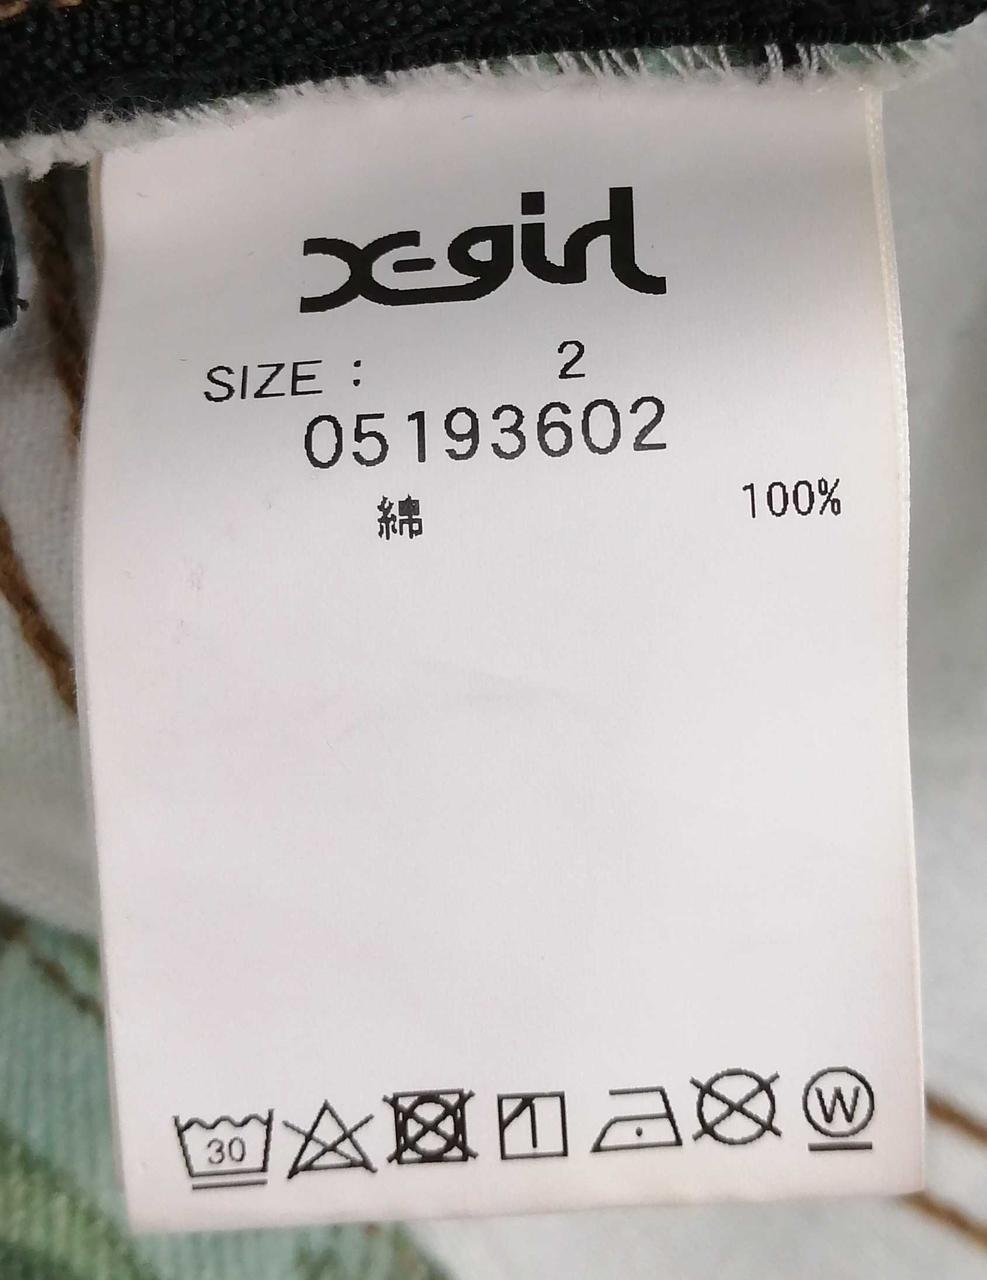 X-girl
SIZE : 2
05193602
綿 100%
30
W